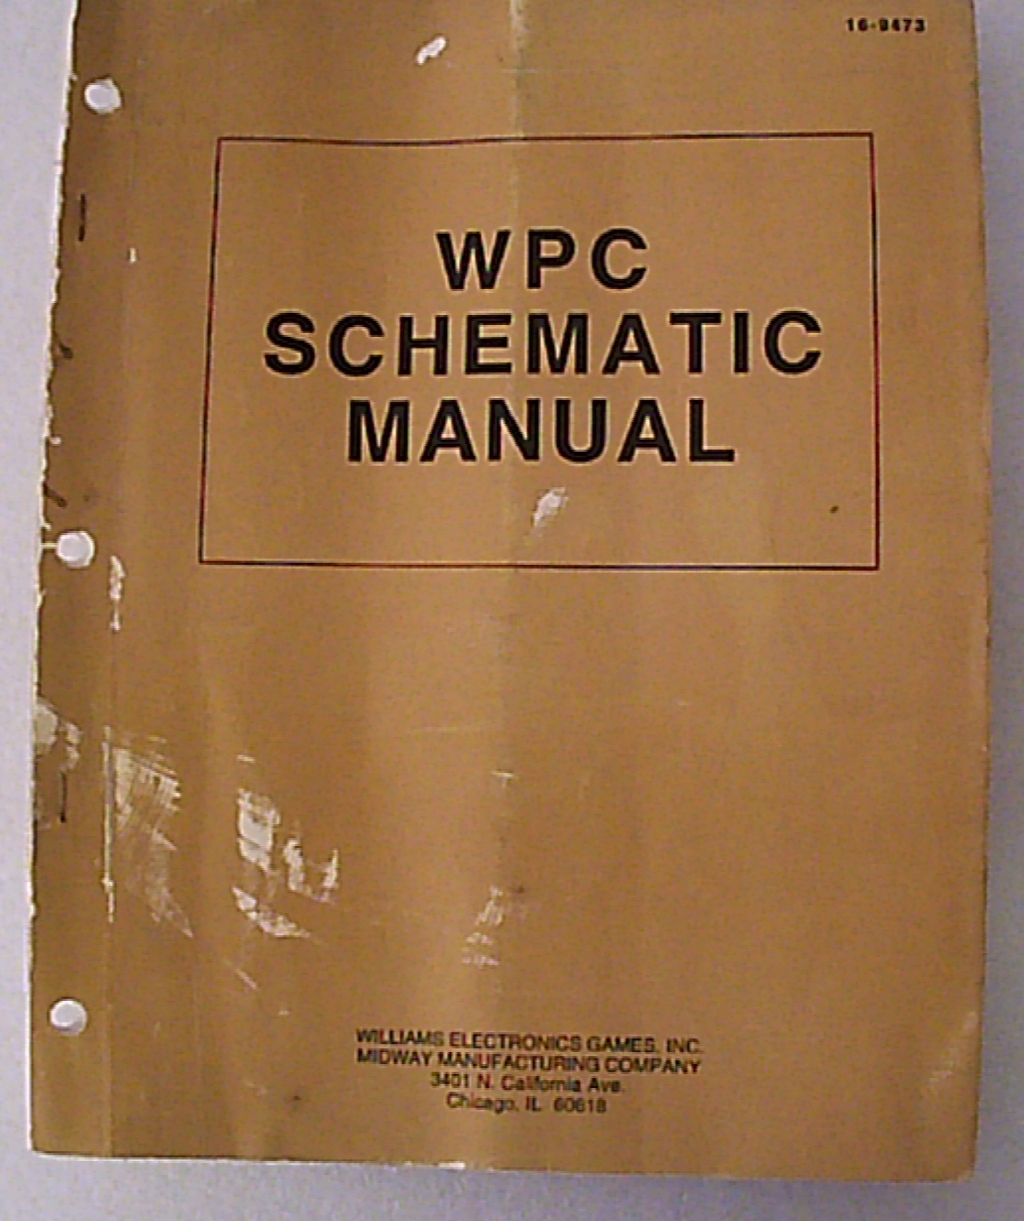 16-9473
WPC
SCHEMATIC
MANUAL
WILLIAMS ELECTRONICS GAMES, INC.
MIDWAY MANUFACTURING COMPANY
3401 N. California Ave.
Chicago, IL 60618